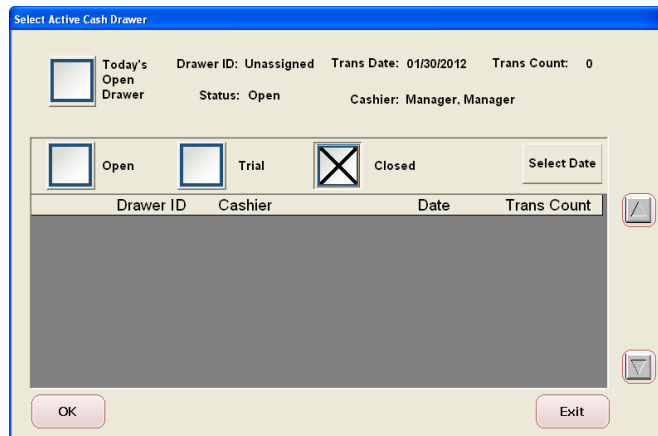 Select Active Cash Drawer
Today's Open Drawer
Drawer ID: Unassigned Trans Date: 01/30/2012 Trans Count: 0
Status: Open Cashier: Manager, Manager
Open Trial Closed Select Date
Drawer ID Cashier Date Trans Count
OK Exit